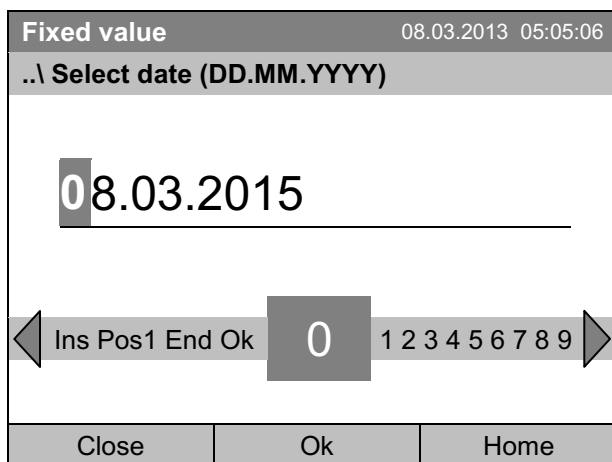 Fixed value 08.03.2013 05:05:06
..\ Select date (DD.MM.YYYY)
08.03.2015
Ins Pos1 End Ok 0 1 2 3 4 5 6 7 8 9
Close Ok Home